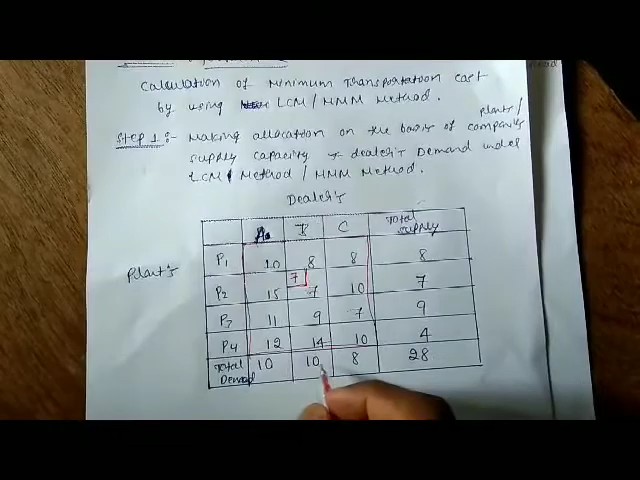 Calculation of Minimum Transportation cost
by using LCM / MMM Method.
Step 1:- Making allocation on the basis of companies plants/
supply capacity & dealer's Demand under
LCM Method / MMM Method.
Dealer's
A B C Total supply
Plant's
P1 10 8 8 8
7
P2 15 7 10 7
P3 11 9 7 9
P4 12 14 10 4
Total Demand 10 10 8 28